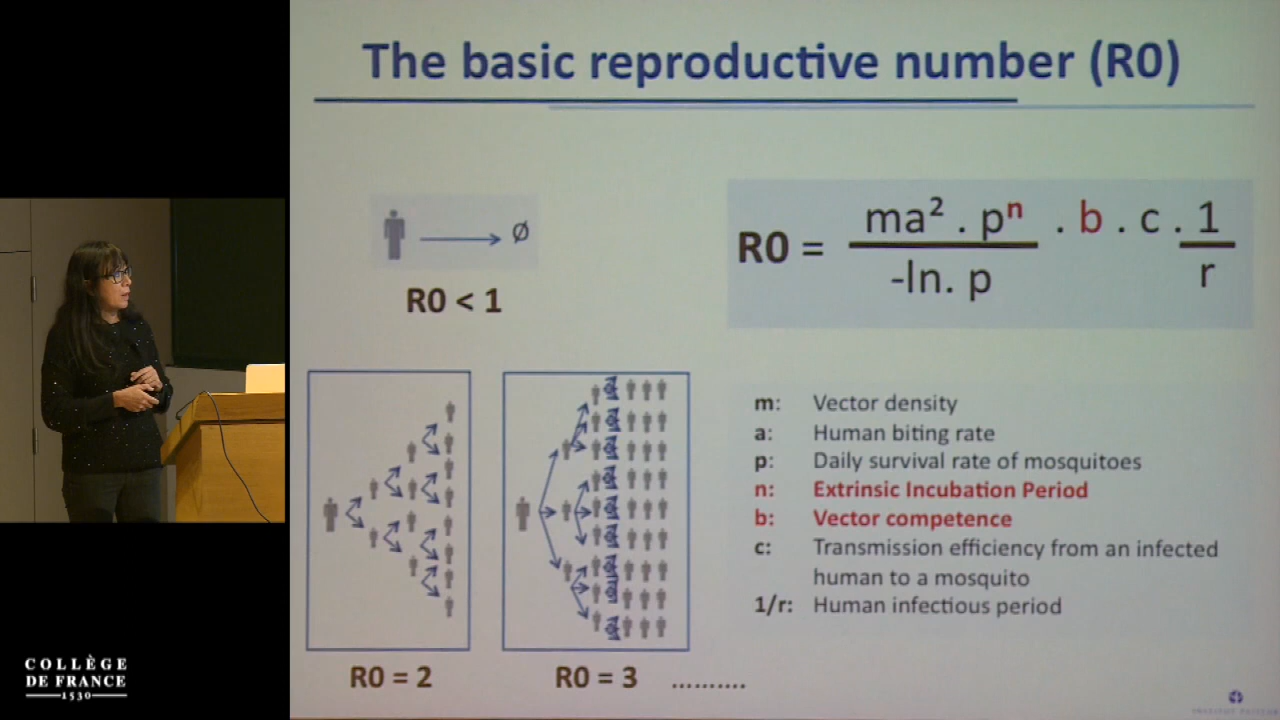 The basic reproductive number (R0)
Ø
R0 < 1
R0 = ma² . pⁿ / -ln. p . b . c . 1 / r
m: Vector density
a: Human biting rate
p: Daily survival rate of mosquitoes
n: Extrinsic Incubation Period
b: Vector competence
c: Transmission efficiency from an infected
human to a mosquito
1/r: Human infectious period
R0 = 2
R0 = 3 ..........
COLLÈGE
DE FRANCE
1530
INSTITUT PASTEUR